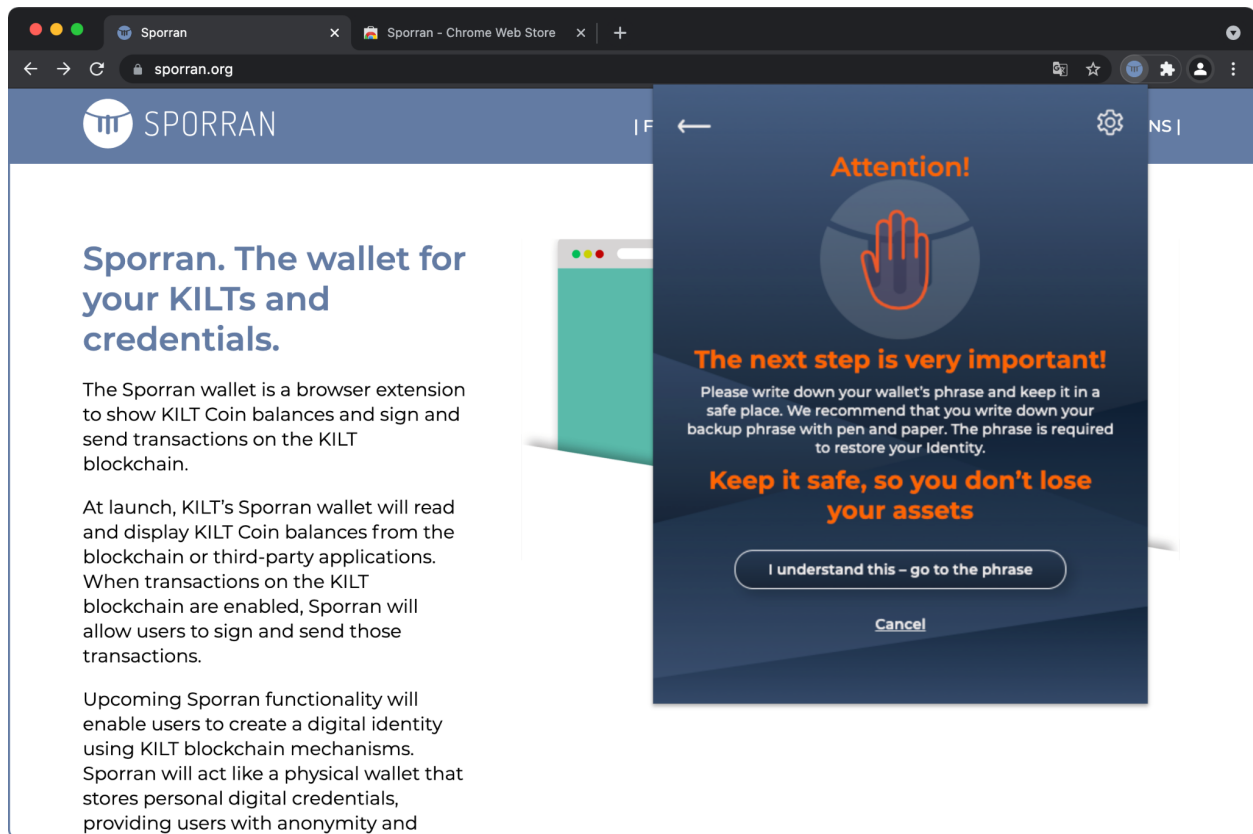 Sporran
Sporran - Chrome Web Store
sporran.org
SPORRAN
| F
NS |
Sporran. The wallet for
your KILTs and
credentials.
The Sporran wallet is a browser extension
to show KILT Coin balances and sign and
send transactions on the KILT
blockchain.
At launch, KILT's Sporran wallet will read
and display KILT Coin balances from the
blockchain or third-party applications.
When transactions on the KILT
blockchain are enabled, Sporran will
allow users to sign and send those
transactions.
Upcoming Sporran functionality will
enable users to create a digital identity
using KILT blockchain mechanisms.
Sporran will act like a physical wallet that
stores personal digital credentials,
providing users with anonymity and
Attention!
The next step is very important!
Please write down your wallet's phrase and keep it in a
safe place. We recommend that you write down your
backup phrase with pen and paper. The phrase is required
to restore your Identity.
Keep it safe, so you don't lose
your assets
I understand this – go to the phrase
Cancel